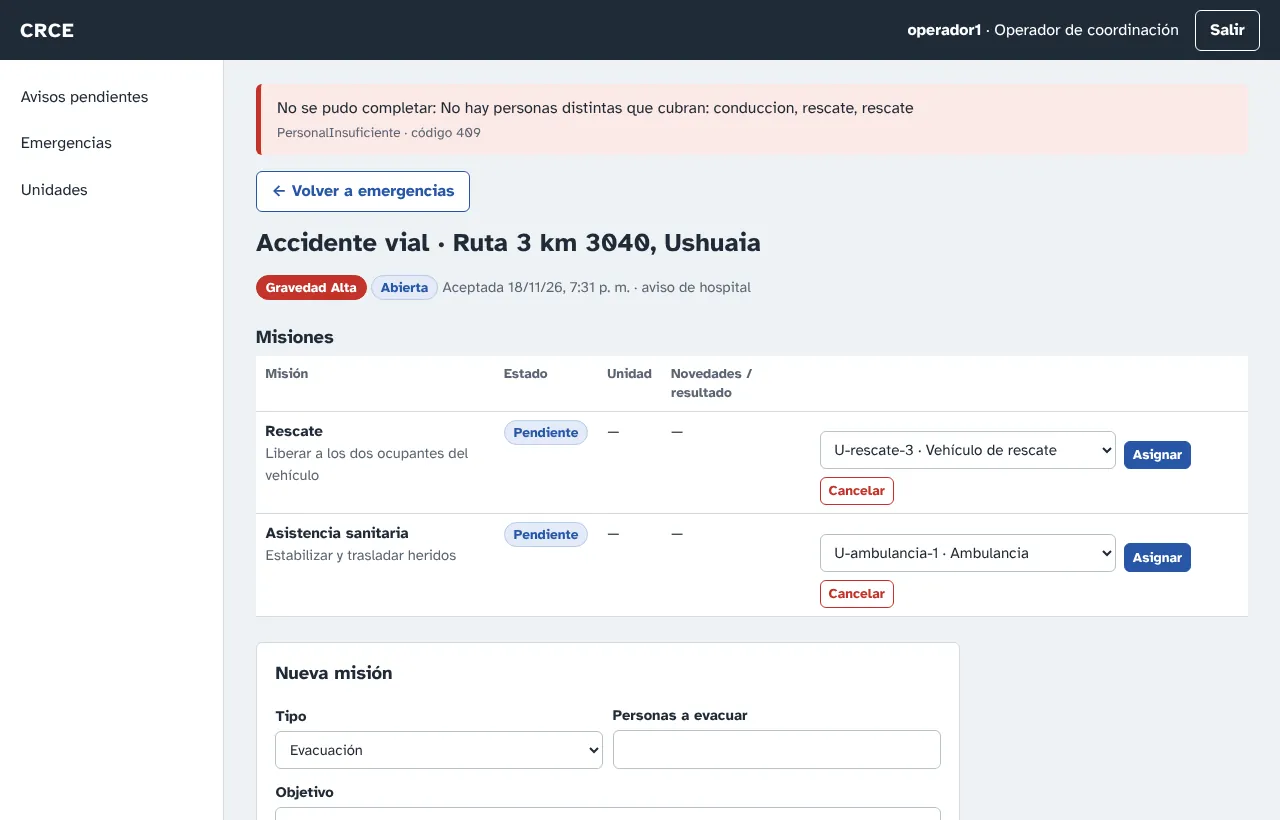 CRCE
operador1 · Operador de coordinación
Salir
Avisos pendientes
Emergencias
Unidades
No se pudo completar: No hay personas distintas que cubran: conduccion, rescate, rescate
PersonalInsuficiente · código 409
← Volver a emergencias
Accidente vial · Ruta 3 km 3040, Ushuaia
Gravedad Alta
Abierta
Aceptada 18/11/26, 7:31 p. m. · aviso de hospital
Misiones
Misión
Estado
Unidad
Novedades /
resultado
Rescate
Liberar a los dos ocupantes del
vehículo
Pendiente
—
—
U-rescate-3 · Vehículo de rescate
Asignar
Cancelar
Asistencia sanitaria
Estabilizar y trasladar heridos
Pendiente
—
—
U-ambulancia-1 · Ambulancia
Asignar
Cancelar
Nueva misión
Tipo
Personas a evacuar
Evacuación
Objetivo